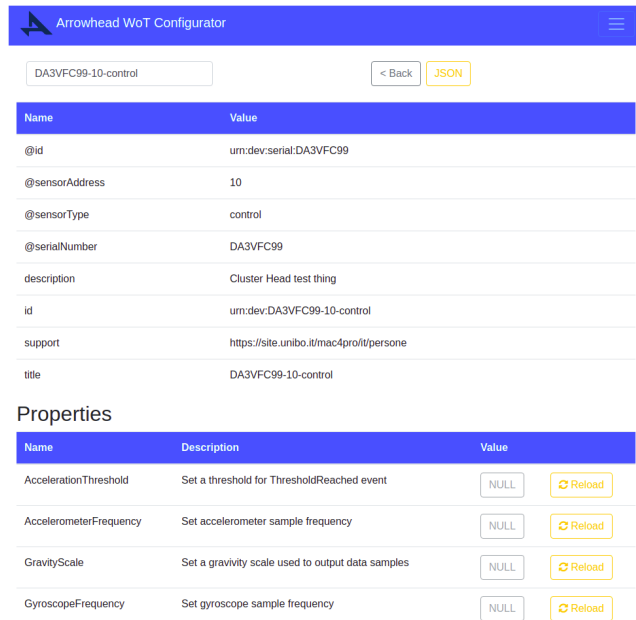 Arrowhead WoT Configurator
DA3VFC99-10-control < Back JSON
Name Value
@id urn:dev:serial:DA3VFC99
@sensorAddress 10
@sensorType control
@serialNumber DA3VFC99
description Cluster Head test thing
id urn:dev:DA3VFC99-10-control
support https://site.unibo.it/mac4pro/it/persone
title DA3VFC99-10-control
Properties
Name Description Value
AccelerationThreshold Set a threshold for ThresholdReached event NULL Reload
AccelerometerFrequency Set accelerometer sample frequency NULL Reload
GravityScale Set a gravivity scale used to output data samples NULL Reload
GyroscopeFrequency Set gyroscope sample frequency NULL Reload